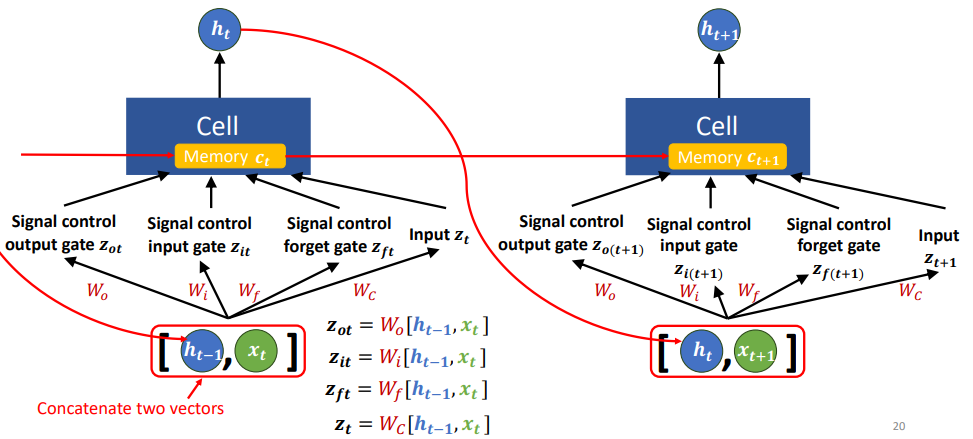 h_t
h_{t+1}
Cell
Cell
Memory c_t
Memory c_{t+1}
Signal control
output gate z_{ot}
Signal control
input gate z_{it}
Signal control
forget gate z_{ft}
Input z_t
Signal control
output gate z_{o(t+1)}
Signal control
input gate
z_{i(t+1)}
Signal control
forget gate
z_{f(t+1)}
Input
z_{t+1}
W_o
W_i
W_f
W_C
W_o
W_i
W_f
W_C
[h_{t−1}, x_t]
[h_t, x_{t+1}]
z_{ot} = W_o[h_{t−1}, x_t]
z_{it} = W_i[h_{t−1}, x_t]
z_{ft} = W_f[h_{t−1}, x_t]
z_t = W_C[h_{t−1}, x_t]
Concatenate two vectors
20